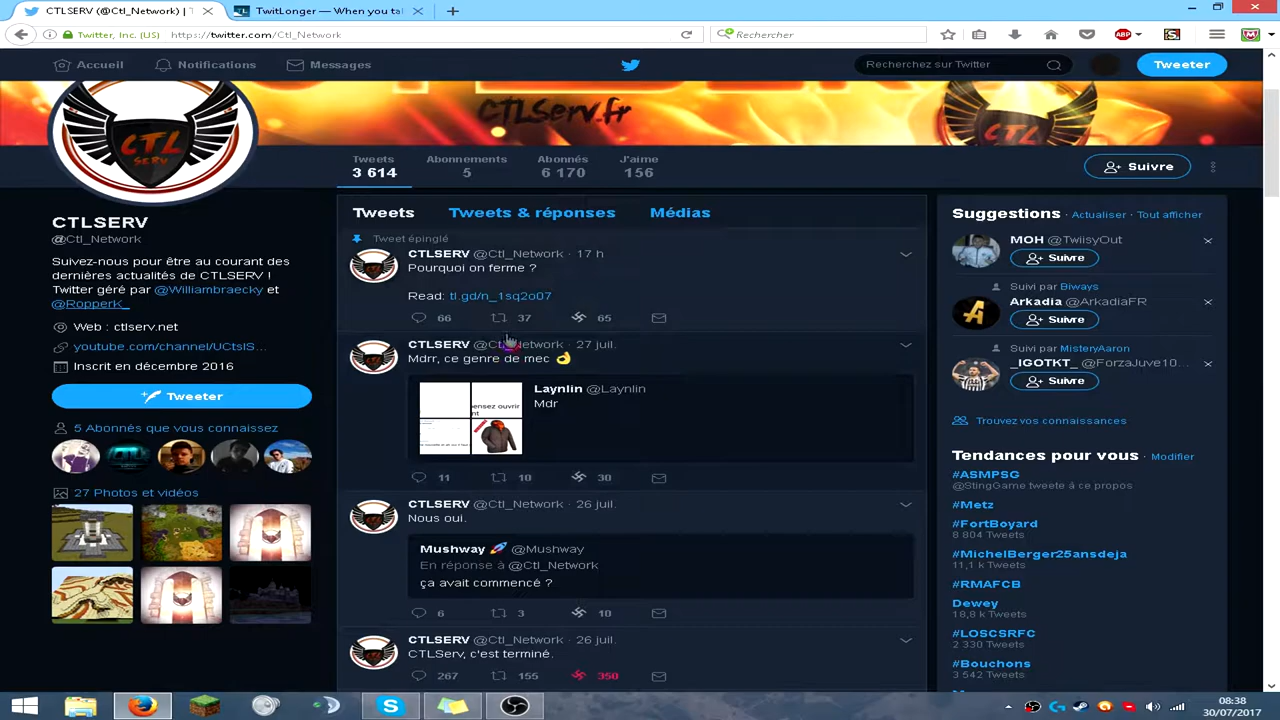 CTLSERV (@Ctl_Network) | T
TwitLonger — When you tal
Twitter, Inc. (US)
https://twitter.com/Ctl_Network
Rechercher
ABP
Accueil
Notifications
Messages
Recherchez sur Twitter
Tweeter
CTLServ.fr
CTL
SERV
Tweets
3 614
Abonnements
5
Abonnés
6 170
J'aime
156
Suivre
CTLSERV
@Ctl_Network
Suivez-nous pour être au courant des
dernières actualités de CTLSERV !
Twitter géré par @Williambraecky et
@RopperK_
Web : ctlserv.net
youtube.com/channel/UCtsIS...
Inscrit en décembre 2016
Tweeter
5 Abonnés que vous connaissez
27 Photos et vidéos
Tweets
Tweets & réponses
Médias
Tweet épinglé
CTLSERV @Ctl_Network · 17 h
Pourquoi on ferme ?
Read: tl.gd/n_1sq2o07
66 37 65
CTLSERV @Ctl_Network · 27 juil.
Mdrr, ce genre de mec 👌
Laynlin @Laynlin
Mdr
ensez ouvrir
11 10 30
CTLSERV @Ctl_Network · 26 juil.
Nous oui.
Mushway 🚀 @Mushway
En réponse à @Ctl_Network
ça avait commencé ?
6 3 10
CTLSERV @Ctl_Network · 26 juil.
CTLServ, c'est terminé.
267 155 350
Suggestions · Actualiser · Tout afficher
MOH @TwiisyOut
Suivre
Suivi par Biways
Arkadia @ArkadiaFR
Suivre
Suivi par MisteryAaron
_IGOTKT_ @ForzaJuve10...
Suivre
Trouvez vos connaissances
Tendances pour vous · Modifier
#ASMPSG
@StingGame tweete à ce propos
#Metz
#FortBoyard
8 804 Tweets
#MichelBerger25ansdeja
11,1 k Tweets
#RMAFCB
Dewey
18,8 k Tweets
#LOSCSRFC
2 330 Tweets
#Bouchons
3 542 Tweets
08:38
30/07/2017